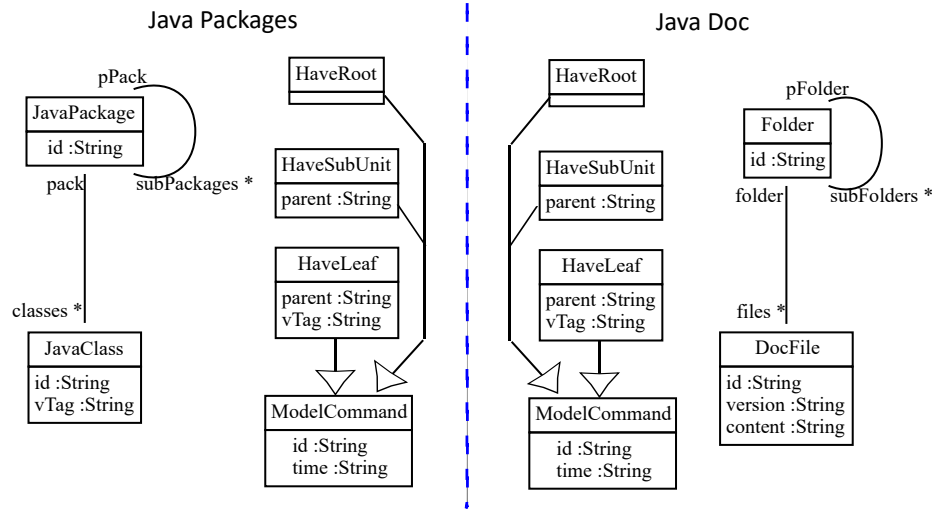 Java Packages
pPack
JavaPackage
id :String
pack
subPackages *
classes *
JavaClass
id :String
vTag :String
HaveRoot
HaveSubUnit
parent :String
HaveLeaf
parent :String
vTag :String
ModelCommand
id :String
time :String
Java Doc
HaveRoot
HaveSubUnit
parent :String
HaveLeaf
parent :String
vTag :String
ModelCommand
id :String
time :String
pFolder
Folder
id :String
folder
subFolders *
files *
DocFile
id :String
version :String
content :String